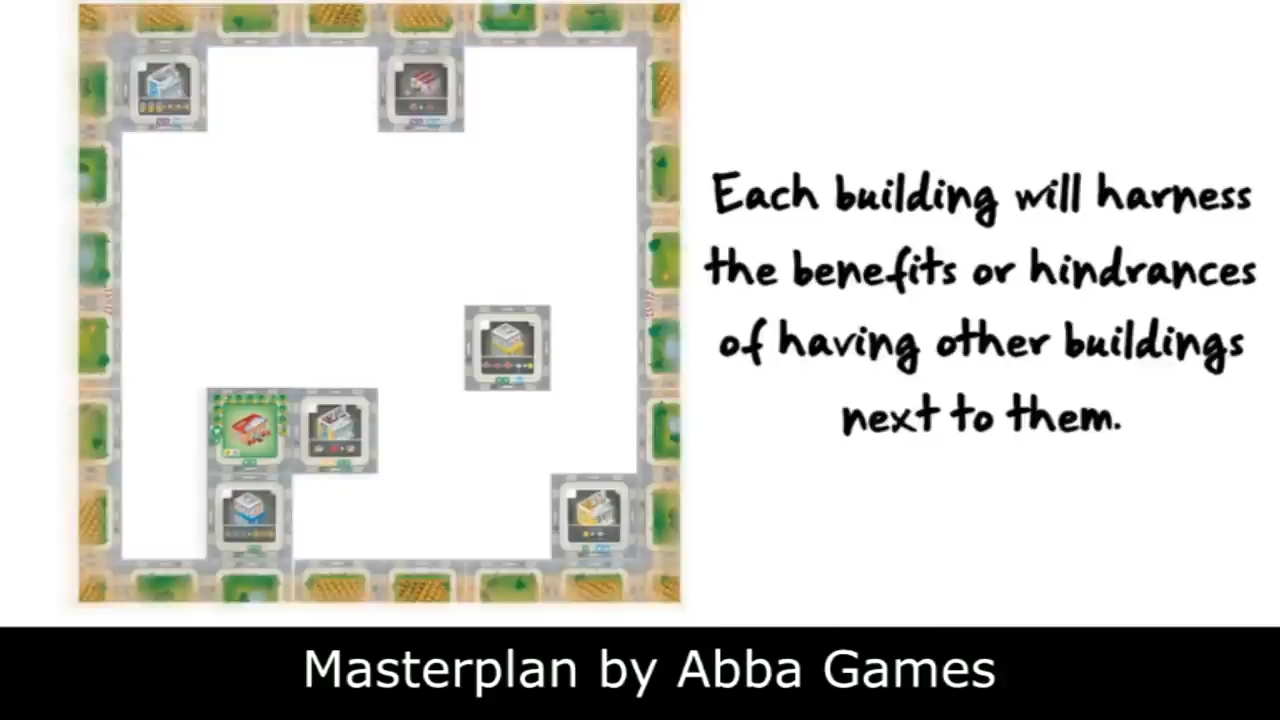 Each building will harness
the benefits or hindrances
of having other buildings
next to them.
Masterplan by Abba Games